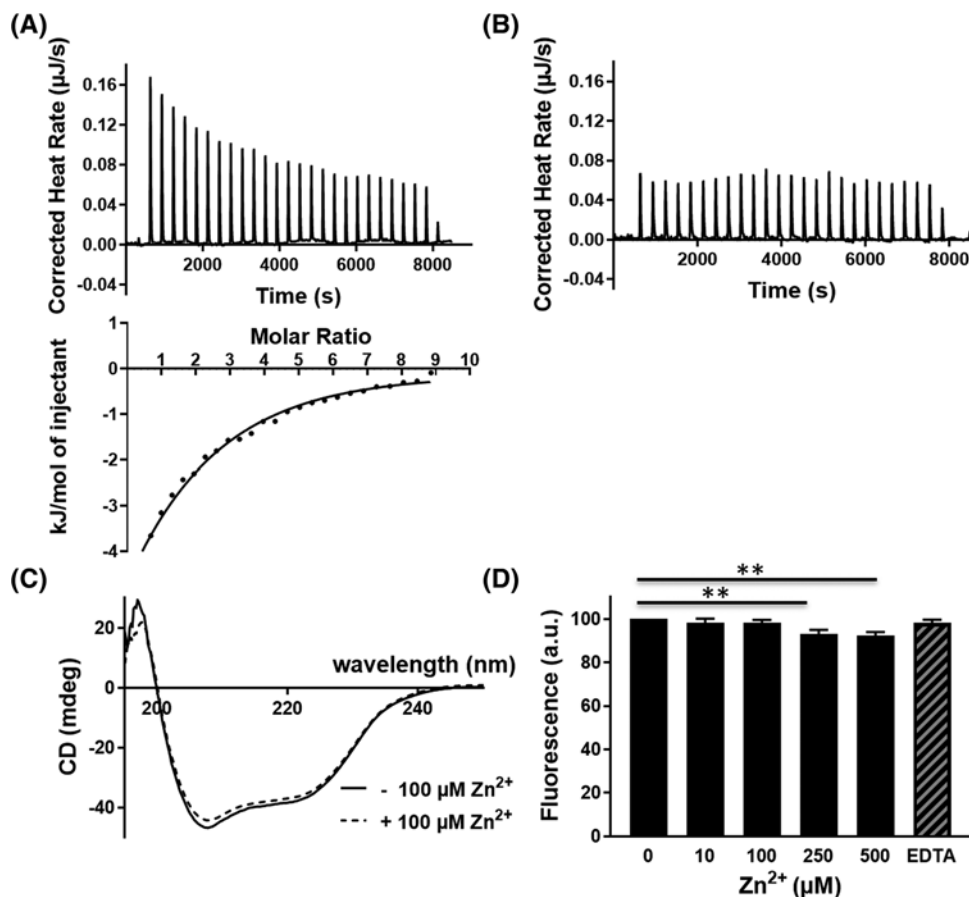 (A)
Corrected Heat Rate (µJ/s)
0.16
0.12
0.08
0.04
0.00
-0.04
2000 4000 6000 8000
Time (s)
kJ/mol of injectant
1
0
-1
-2
-3
-4
Molar Ratio
1 2 3 4 5 6 7 8 9 10
(B)
Corrected Heat Rate (µJ/s)
0.16
0.12
0.08
0.04
0.00
-0.04
2000 4000 6000 8000
Time (s)
(C)
CD (mdeg)
20
0
-20
-40
wavelength (nm)
200 220 240
- 100 µM Zn²⁺
+ 100 µM Zn²⁺
(D)
**
**
Fluorescence (a.u.)
100
80
60
40
20
0
0 10 100 250 500 EDTA
Zn²⁺ (µM)